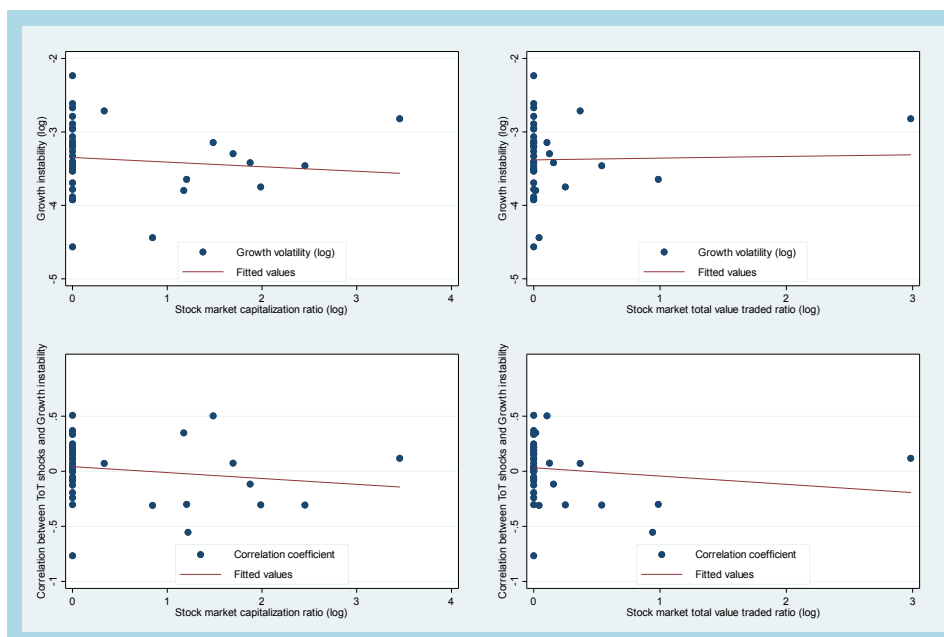 Growth instability (log)
-2
-3
-4
-5
Growth volatility (log)
Fitted values
0 1 2 3 4
Stock market capitalization ratio (log)
Growth instability (log)
-2
-3
-4
-5
Growth volatility (log)
Fitted values
0 1 2 3
Stock market total value traded ratio (log)
Correlation between ToT shocks and Growth instability
.5
0
-.5
-1
Correlation coefficient
Fitted values
0 1 2 3 4
Stock market capitalization ratio (log)
Correlation between ToT shocks and Growth instability
.5
0
-.5
-1
Correlation coefficient
Fitted values
0 1 2 3
Stock market total value traded ratio (log)